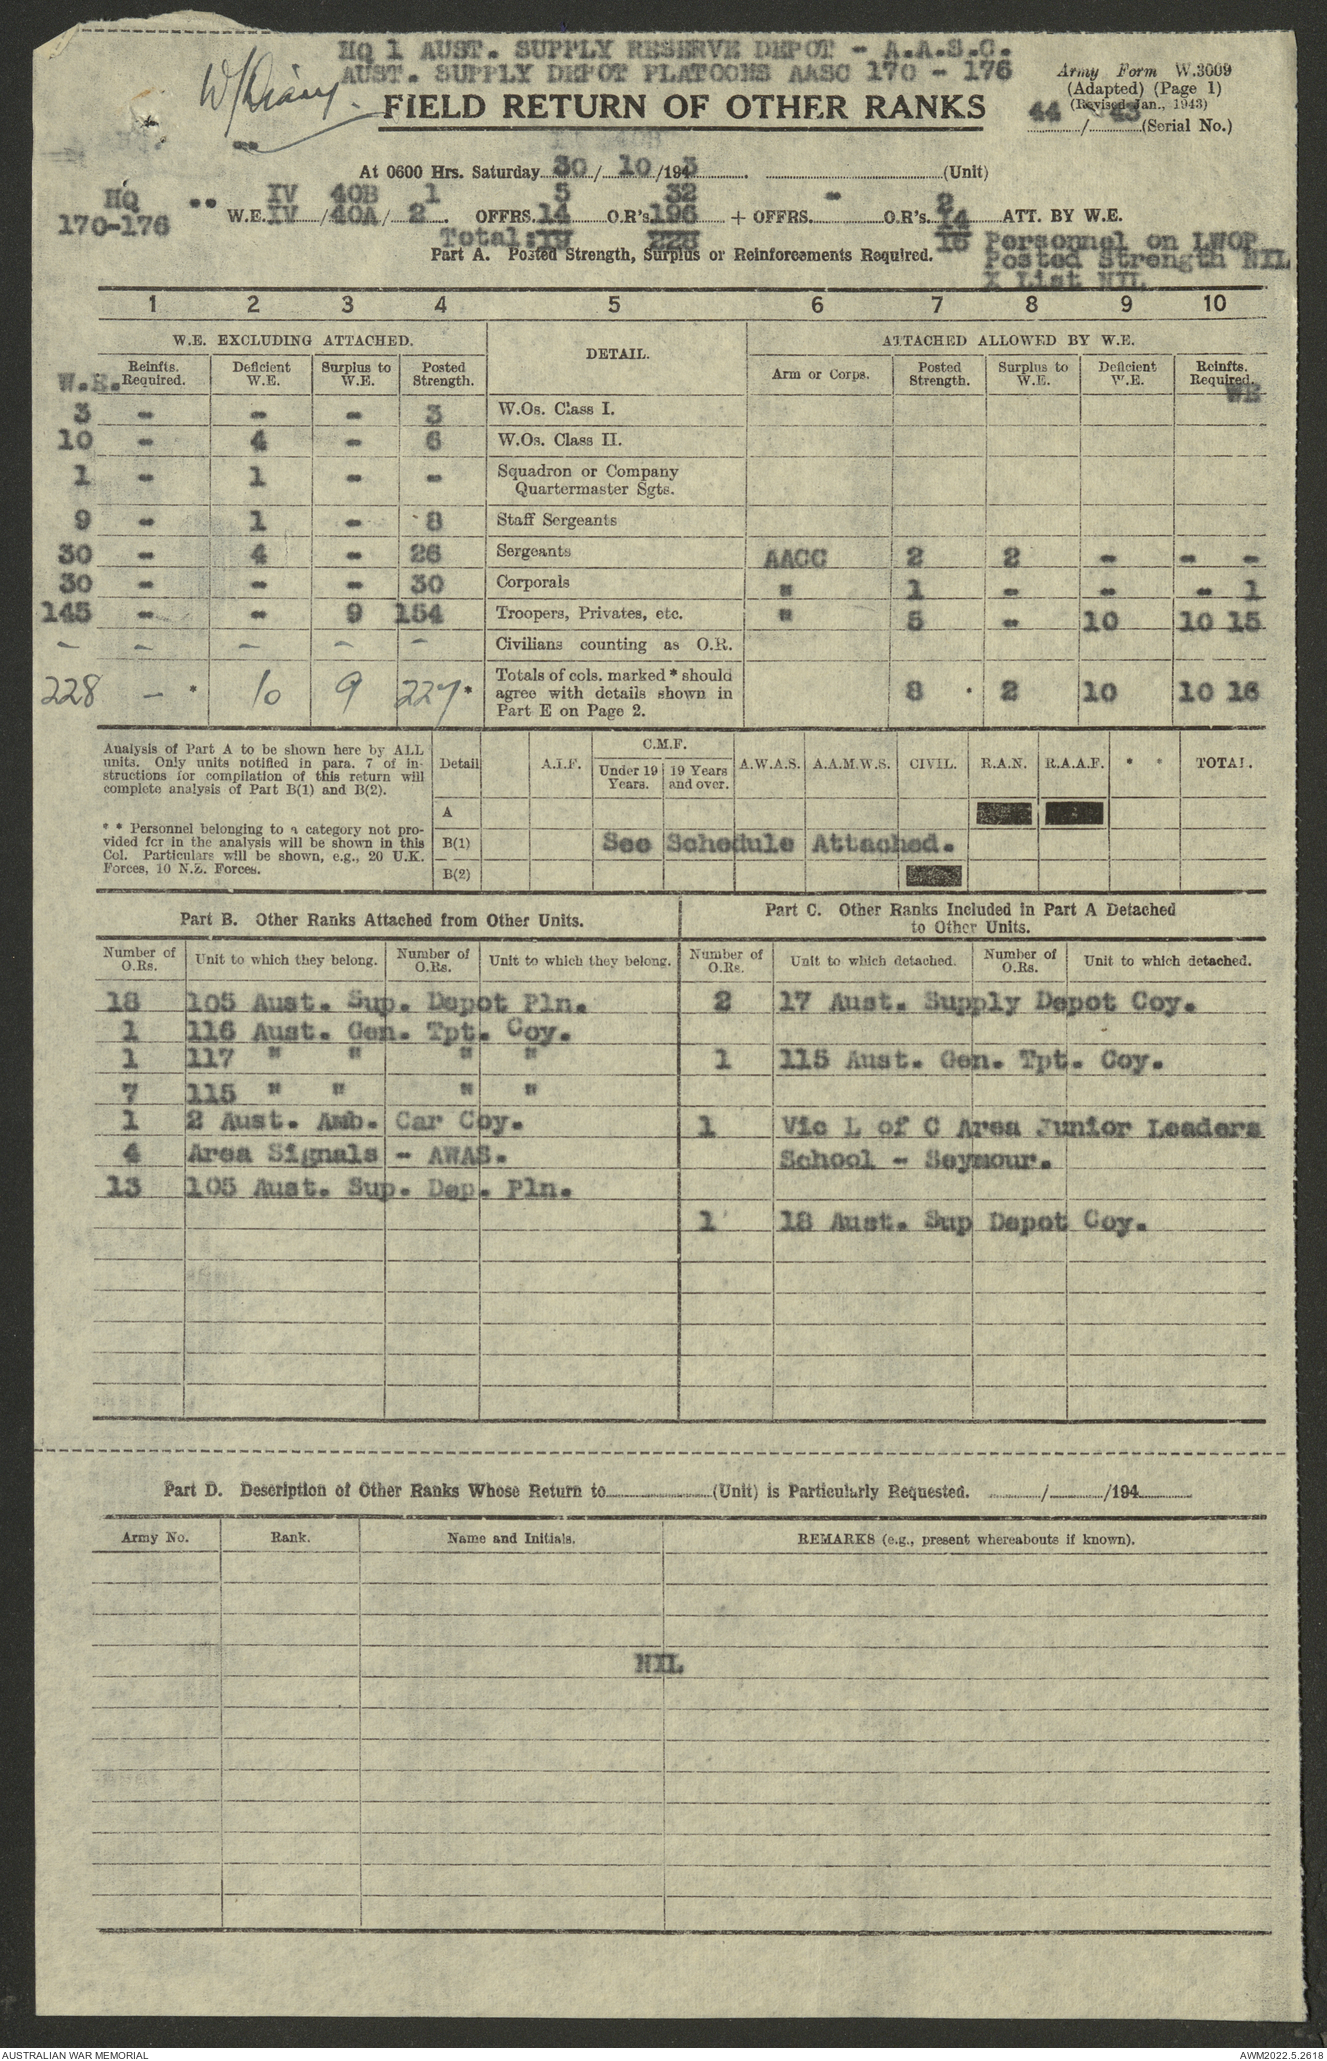 HQ 1 AUST. SUPPLY RESERVE DEPOT - A.A.S.C.
AUST. SUPPLY DEPOT PLATOONS AASC 170 - 176
W/Diary.
FIELD RETURN OF OTHER RANKS
Army Form W.3009
(Adapted) (Page 1)
(Revised Jan., 1943)
44 / 43 (Serial No.)
At 0600 Hrs. Saturday 30 / 10 /1943 . (Unit)
HQ IV 40B 1 5 32 - 2
170-176 W.E. IV /40A/ 2 . OFFRS. 14 O.R's. 196 + OFFRS. O.R's. 14 ATT. BY W.E.
Total: 19 228 16 Personnel on LWOP
Part A. Posted Strength, Surplus or Reinforcements Required. Posted Strength NIL
X List NIL
1 2 3 4 5 6 7 8 9 10
W.E. EXCLUDING ATTACHED. DETAIL. ATTACHED ALLOWED BY W.E.
W.E. Reinfts. Required. Deficient W.E. Surplus to W.E. Posted Strength. Arm or Corps. Posted Strength. Surplus to W.E. Deficient W.E. Reinfts. Required. WE
3 - - - 3 W.Os. Class I.
10 - 4 - 6 W.Os. Class II.
1 - 1 - - Squadron or Company
Quartermaster Sgts.
9 - 1 - 8 Staff Sergeants
30 - 4 - 26 Sergeants AACC 2 2 - - -
30 - - - 30 Corporals " 1 - - - 1
145 - - 9 154 Troopers, Privates, etc. " 5 - 10 10 15
- - - - - Civilians counting as O.R.
228 - * 10 9 227* Totals of cols. marked * should
agree with details shown in
Part E on Page 2. 8 * 2 10 10 16
Analysis of Part A to be shown here by ALL
units. Only units notified in para. 7 of in-
structions for compilation of this return will
complete analysis of Part B(1) and B(2).
* * Personnel belonging to a category not pro-
vided for in the analysis will be shown in this
Col. Particulars will be shown, e.g., 20 U.K.
Forces, 10 N.Z. Forces.
Detail A.I.F. C.M.F. Under 19 Years. 19 Years and over. A.W.A.S. A.A.M.W.S. CIVIL. R.A.N. R.A.A.F. * * TOTAL.
A
B(1) See Schedule Attached.
B(2)
Part B. Other Ranks Attached from Other Units.
Part C. Other Ranks Included in Part A Detached
to Other Units.
Number of O.Rs. Unit to which they belong. Number of O.Rs. Unit to which they belong. Number of O.Rs. Unit to which detached. Number of O.Rs. Unit to which detached.
18 105 Aust. Sup. Depot Pln. 2 17 Aust. Supply Depot Coy.
1 116 Aust. Gen. Tpt. Coy.
1 117 " " " " 1 115 Aust. Gen. Tpt. Coy.
7 115 " " " "
1 2 Aust. Amb. Car Coy. 1 Vic L of C Area Junior Leaders
4 Area Signals - AWAS. School - Seymour.
13 105 Aust. Sup. Dep. Pln.
1 18 Aust. Sup Depot Coy.
Part D. Description of Other Ranks Whose Return to (Unit) is Particularly Requested. / /194
Army No. Rank. Name and Initials. REMARKS (e.g., present whereabouts if known).
NIL
AUSTRALIAN WAR MEMORIAL AWM2022.5.2618